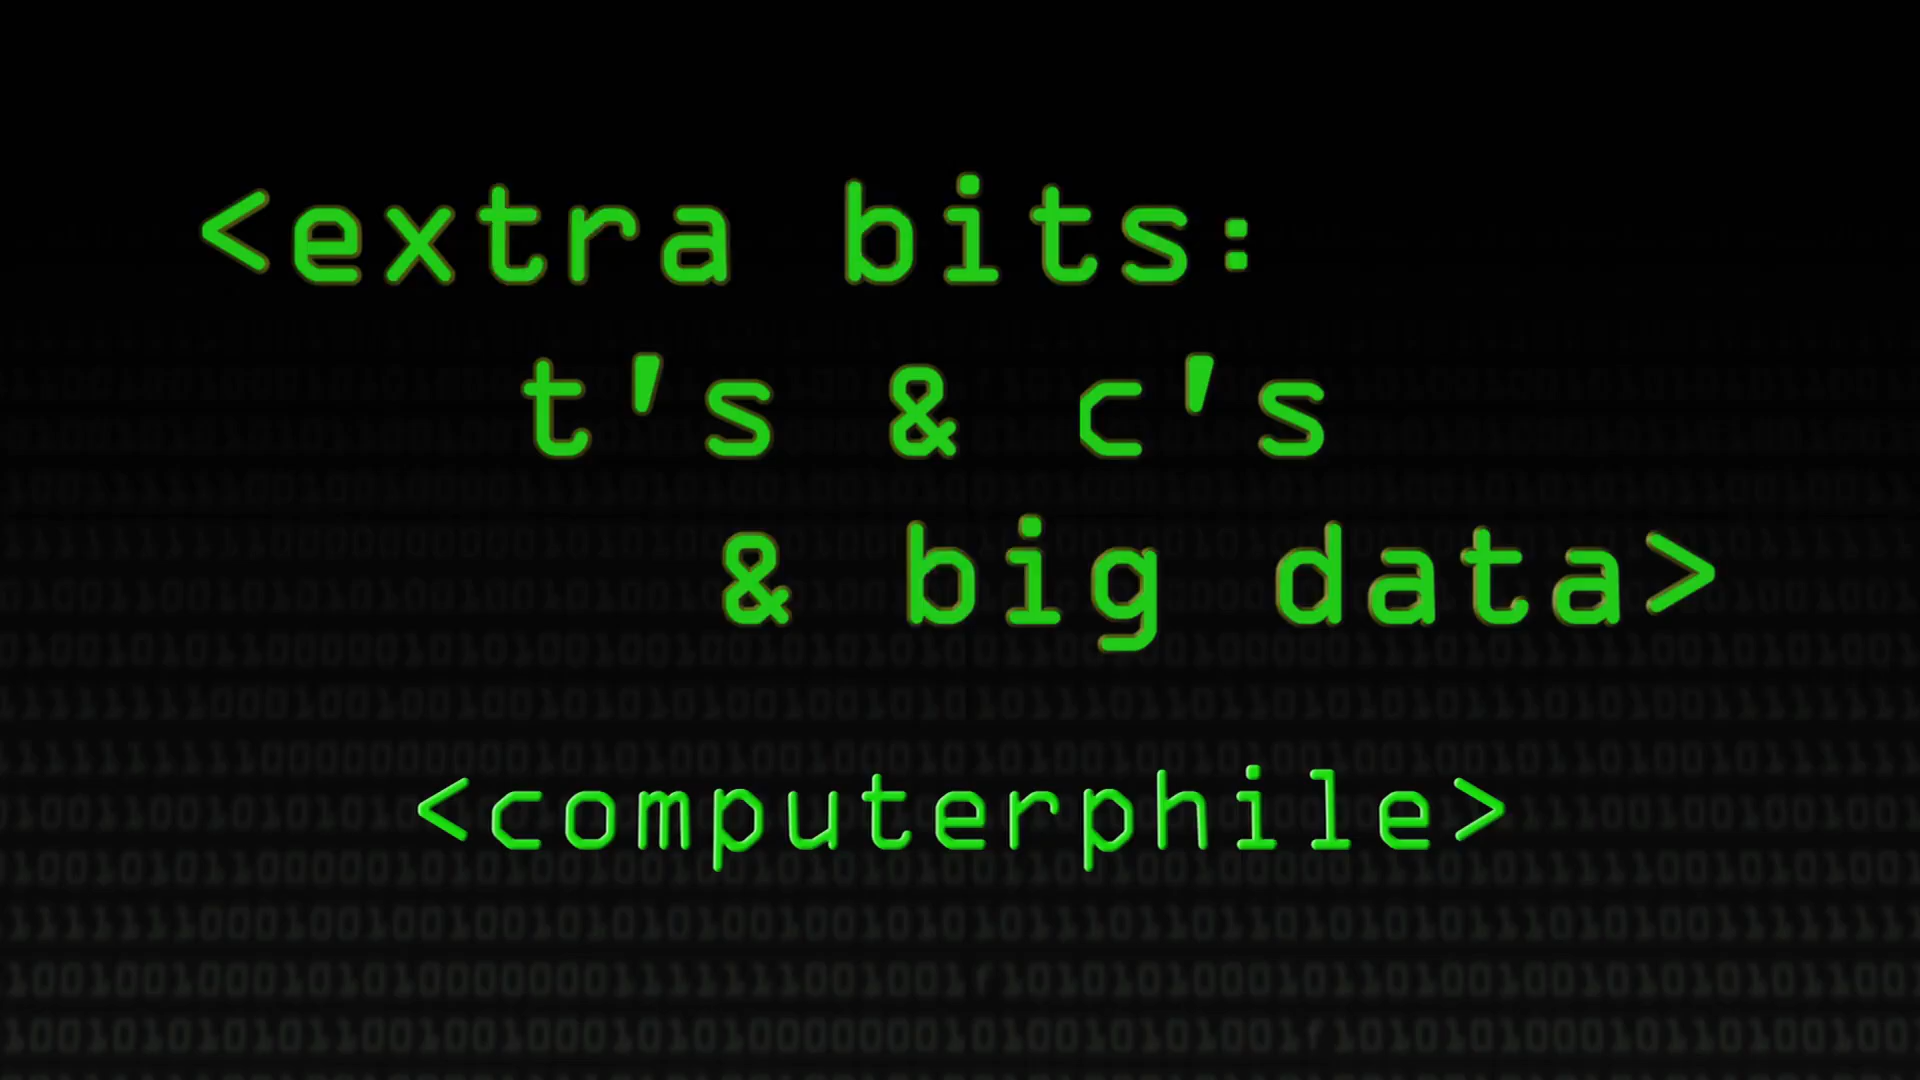 <extra bits:
t's & c's
& big data>
<computerphile>